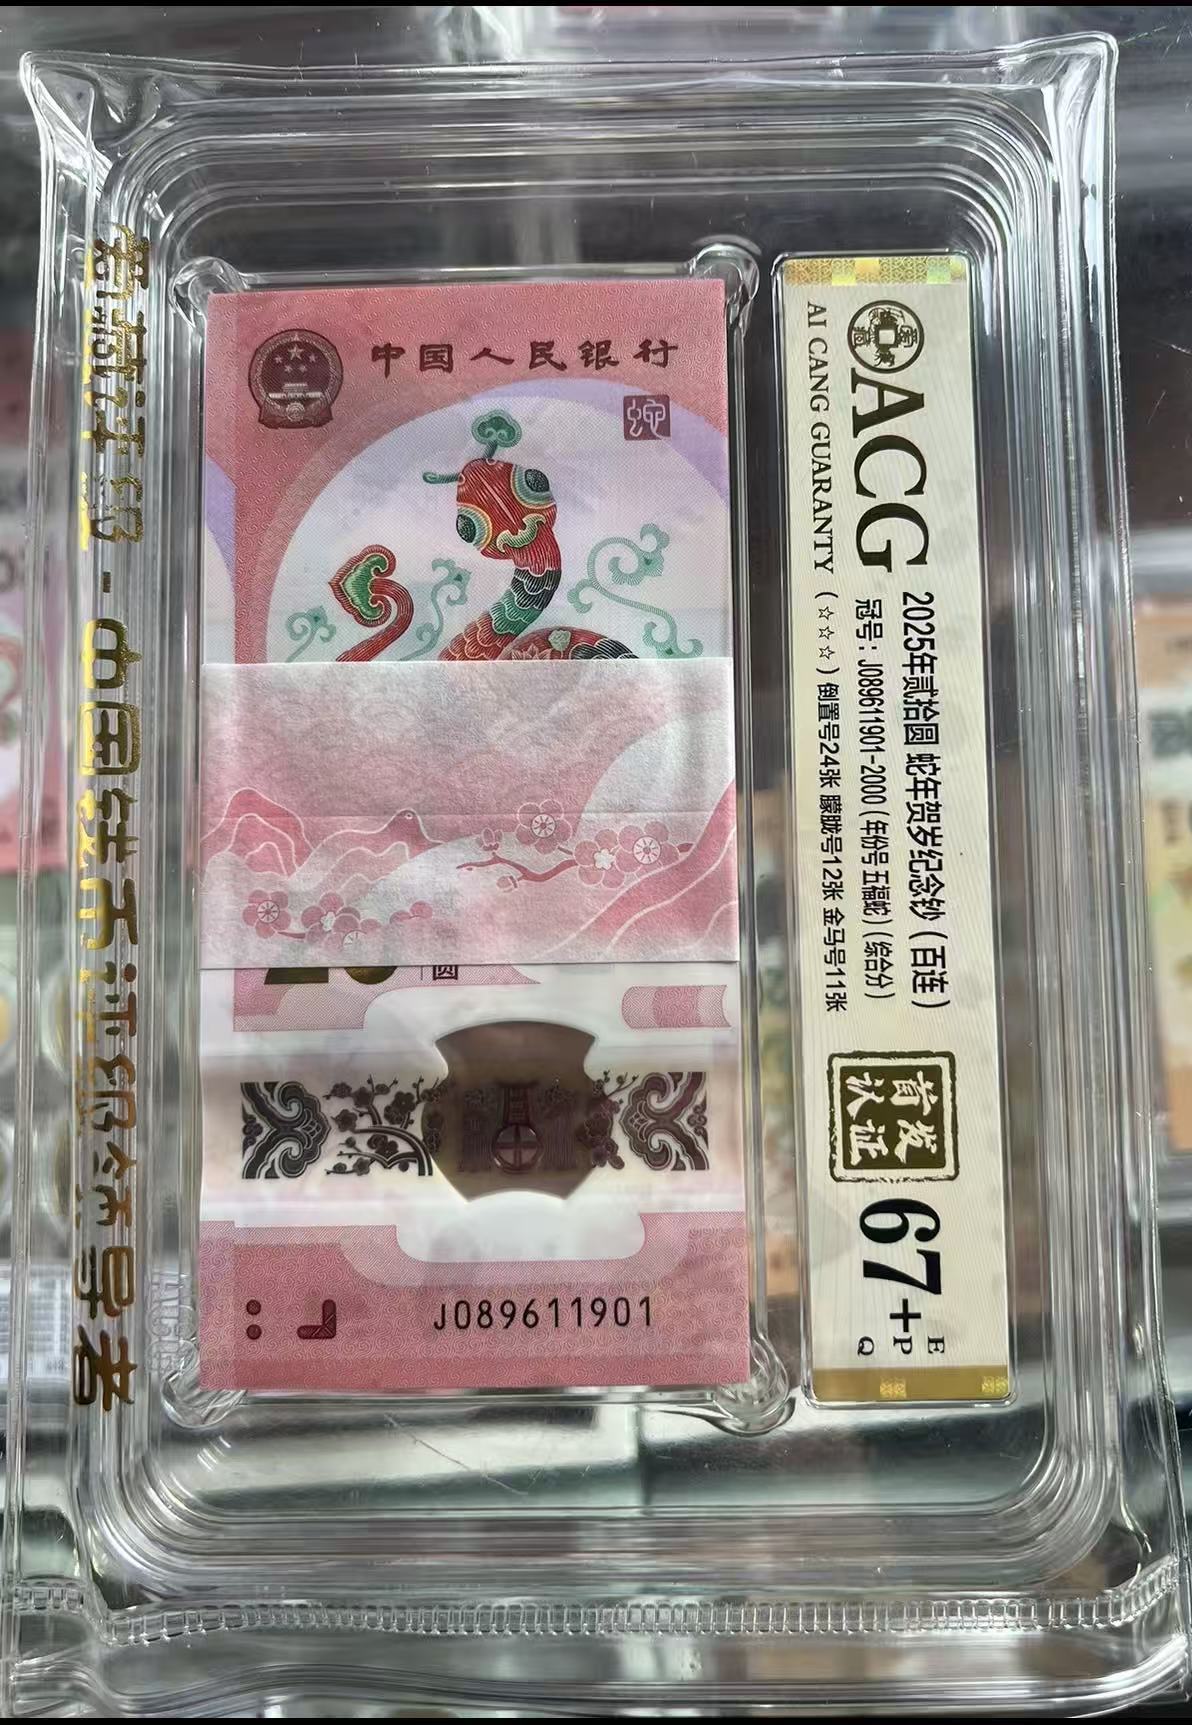 爱藏评级 - 中国钱币评级领导者
中国人民银行
蛇
圆
J089611901
ACG
AI CANG GUARANTY
2025年贰拾圆 蛇年贺岁纪念钞（百连）
冠号：J089611901-2000（年份号 五福蛇）（综合分）
（☆☆☆）倒置号24张 朦胧号12张 金马号11张
首发
认证
67+
E
P
Q